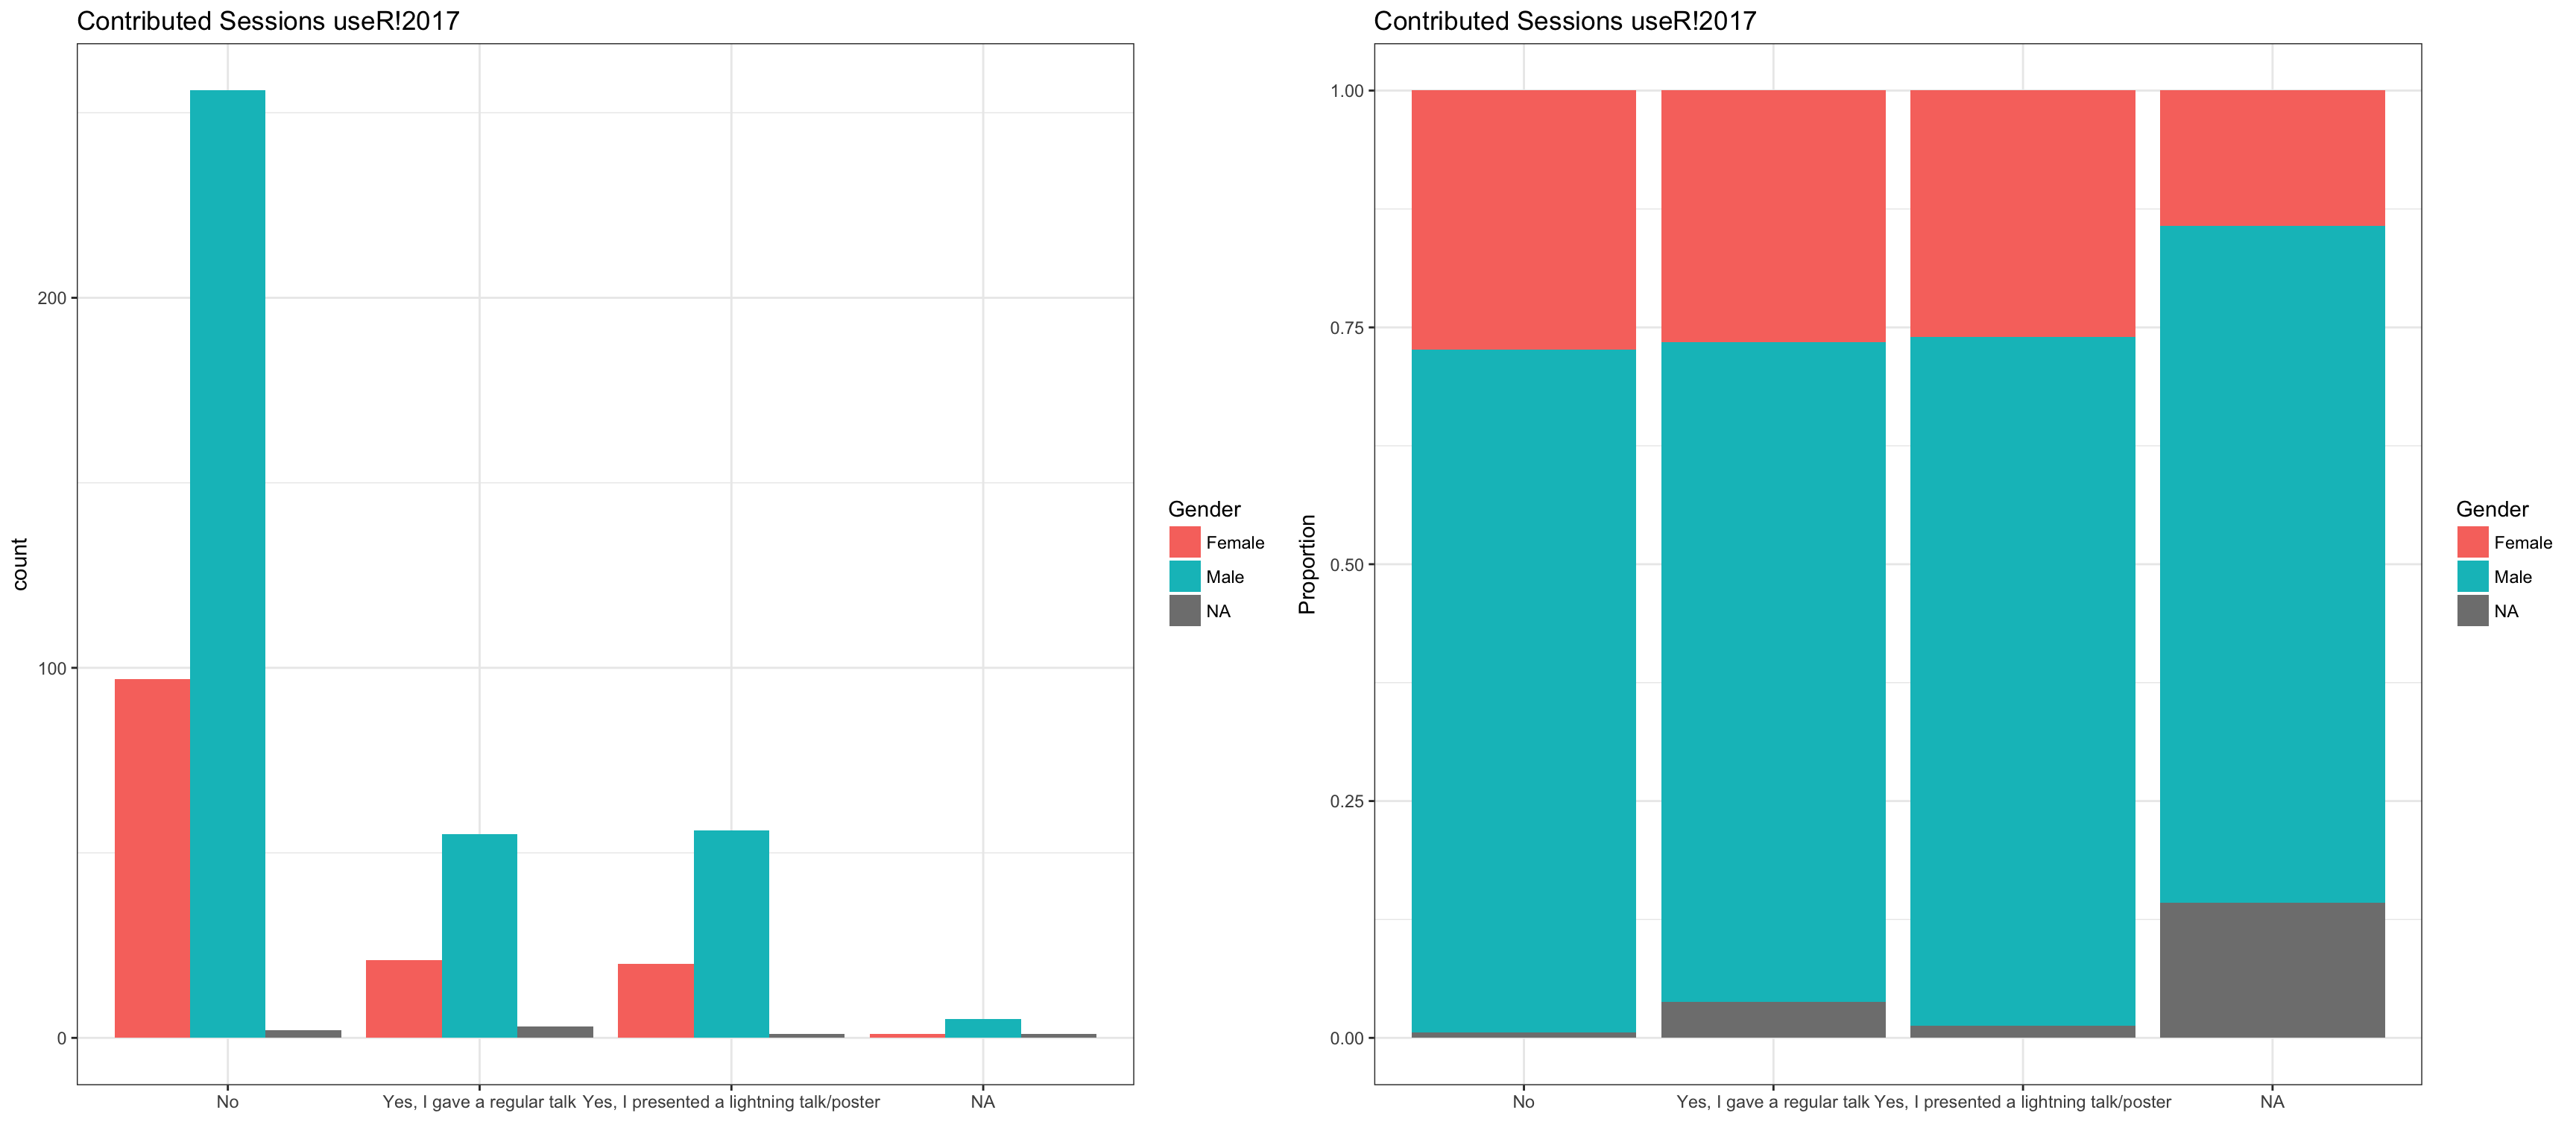 Contributed Sessions useR!2017
count
200
100
0
No
Yes, I gave a regular talk
Yes, I presented a lightning talk/poster
NA
Gender
Female
Male
NA
Contributed Sessions useR!2017
Proportion
1.00
0.75
0.50
0.25
0.00
No
Yes, I gave a regular talk
Yes, I presented a lightning talk/poster
NA
Gender
Female
Male
NA